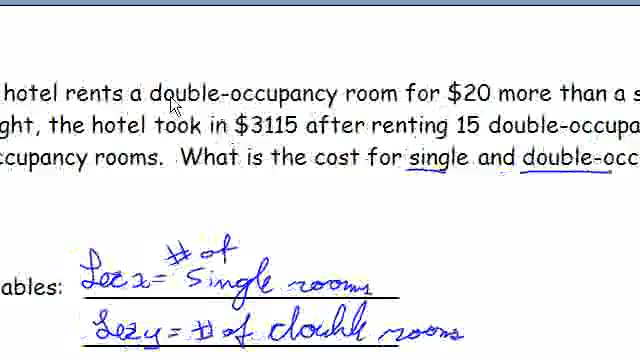 hotel rents a double-occupancy room for $20 more than a s
ght, the hotel took in $3115 after renting 15 double-occupa
ccupancy rooms. What is the cost for single and double-occ
# of
ables: Let x = single rooms
Let y = # of double rooms